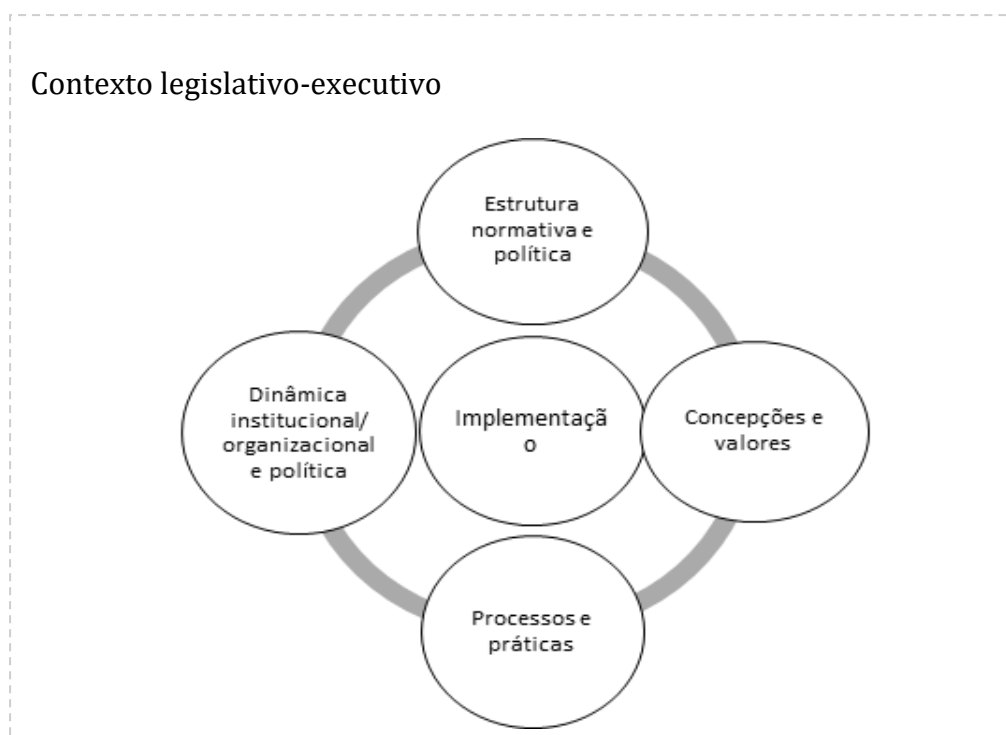 Contexto legislativo-executivo
Estrutura
normativa e
política
Dinâmica
institucional/
organizacional
e política
Implementaçã
o
Concepções e
valores
Processos e
práticas